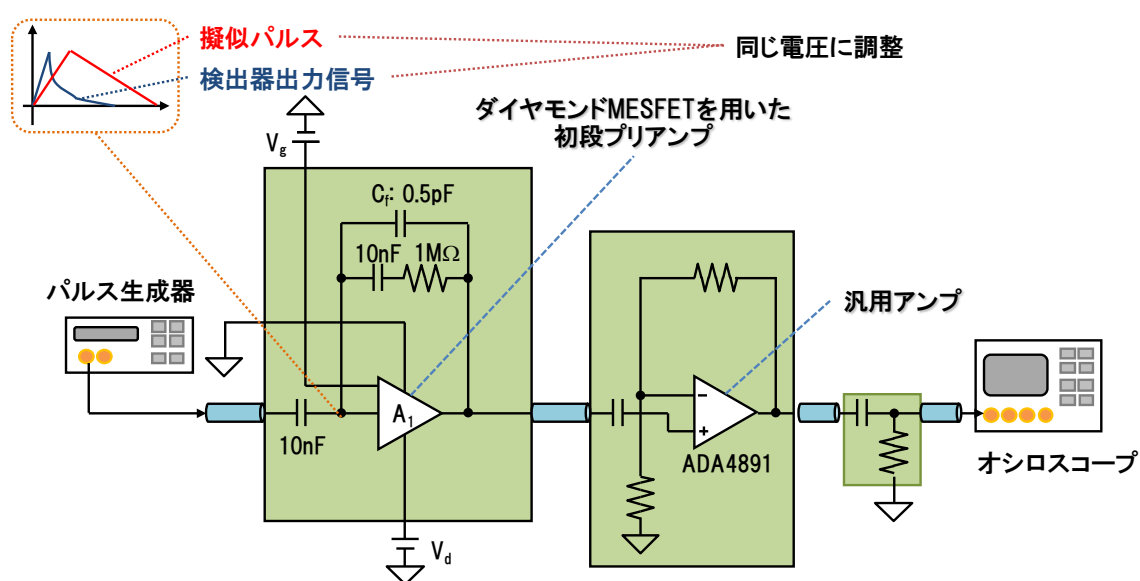 擬似パルス
検出器出力信号
同じ電圧に調整
ダイヤモンドMESFETを用いた
初段プリアンプ
Vg
Cf: 0.5pF
10nF
1MΩ
パルス生成器
汎用アンプ
A1
10nF
−
+
ADA4891
オシロスコープ
Vd